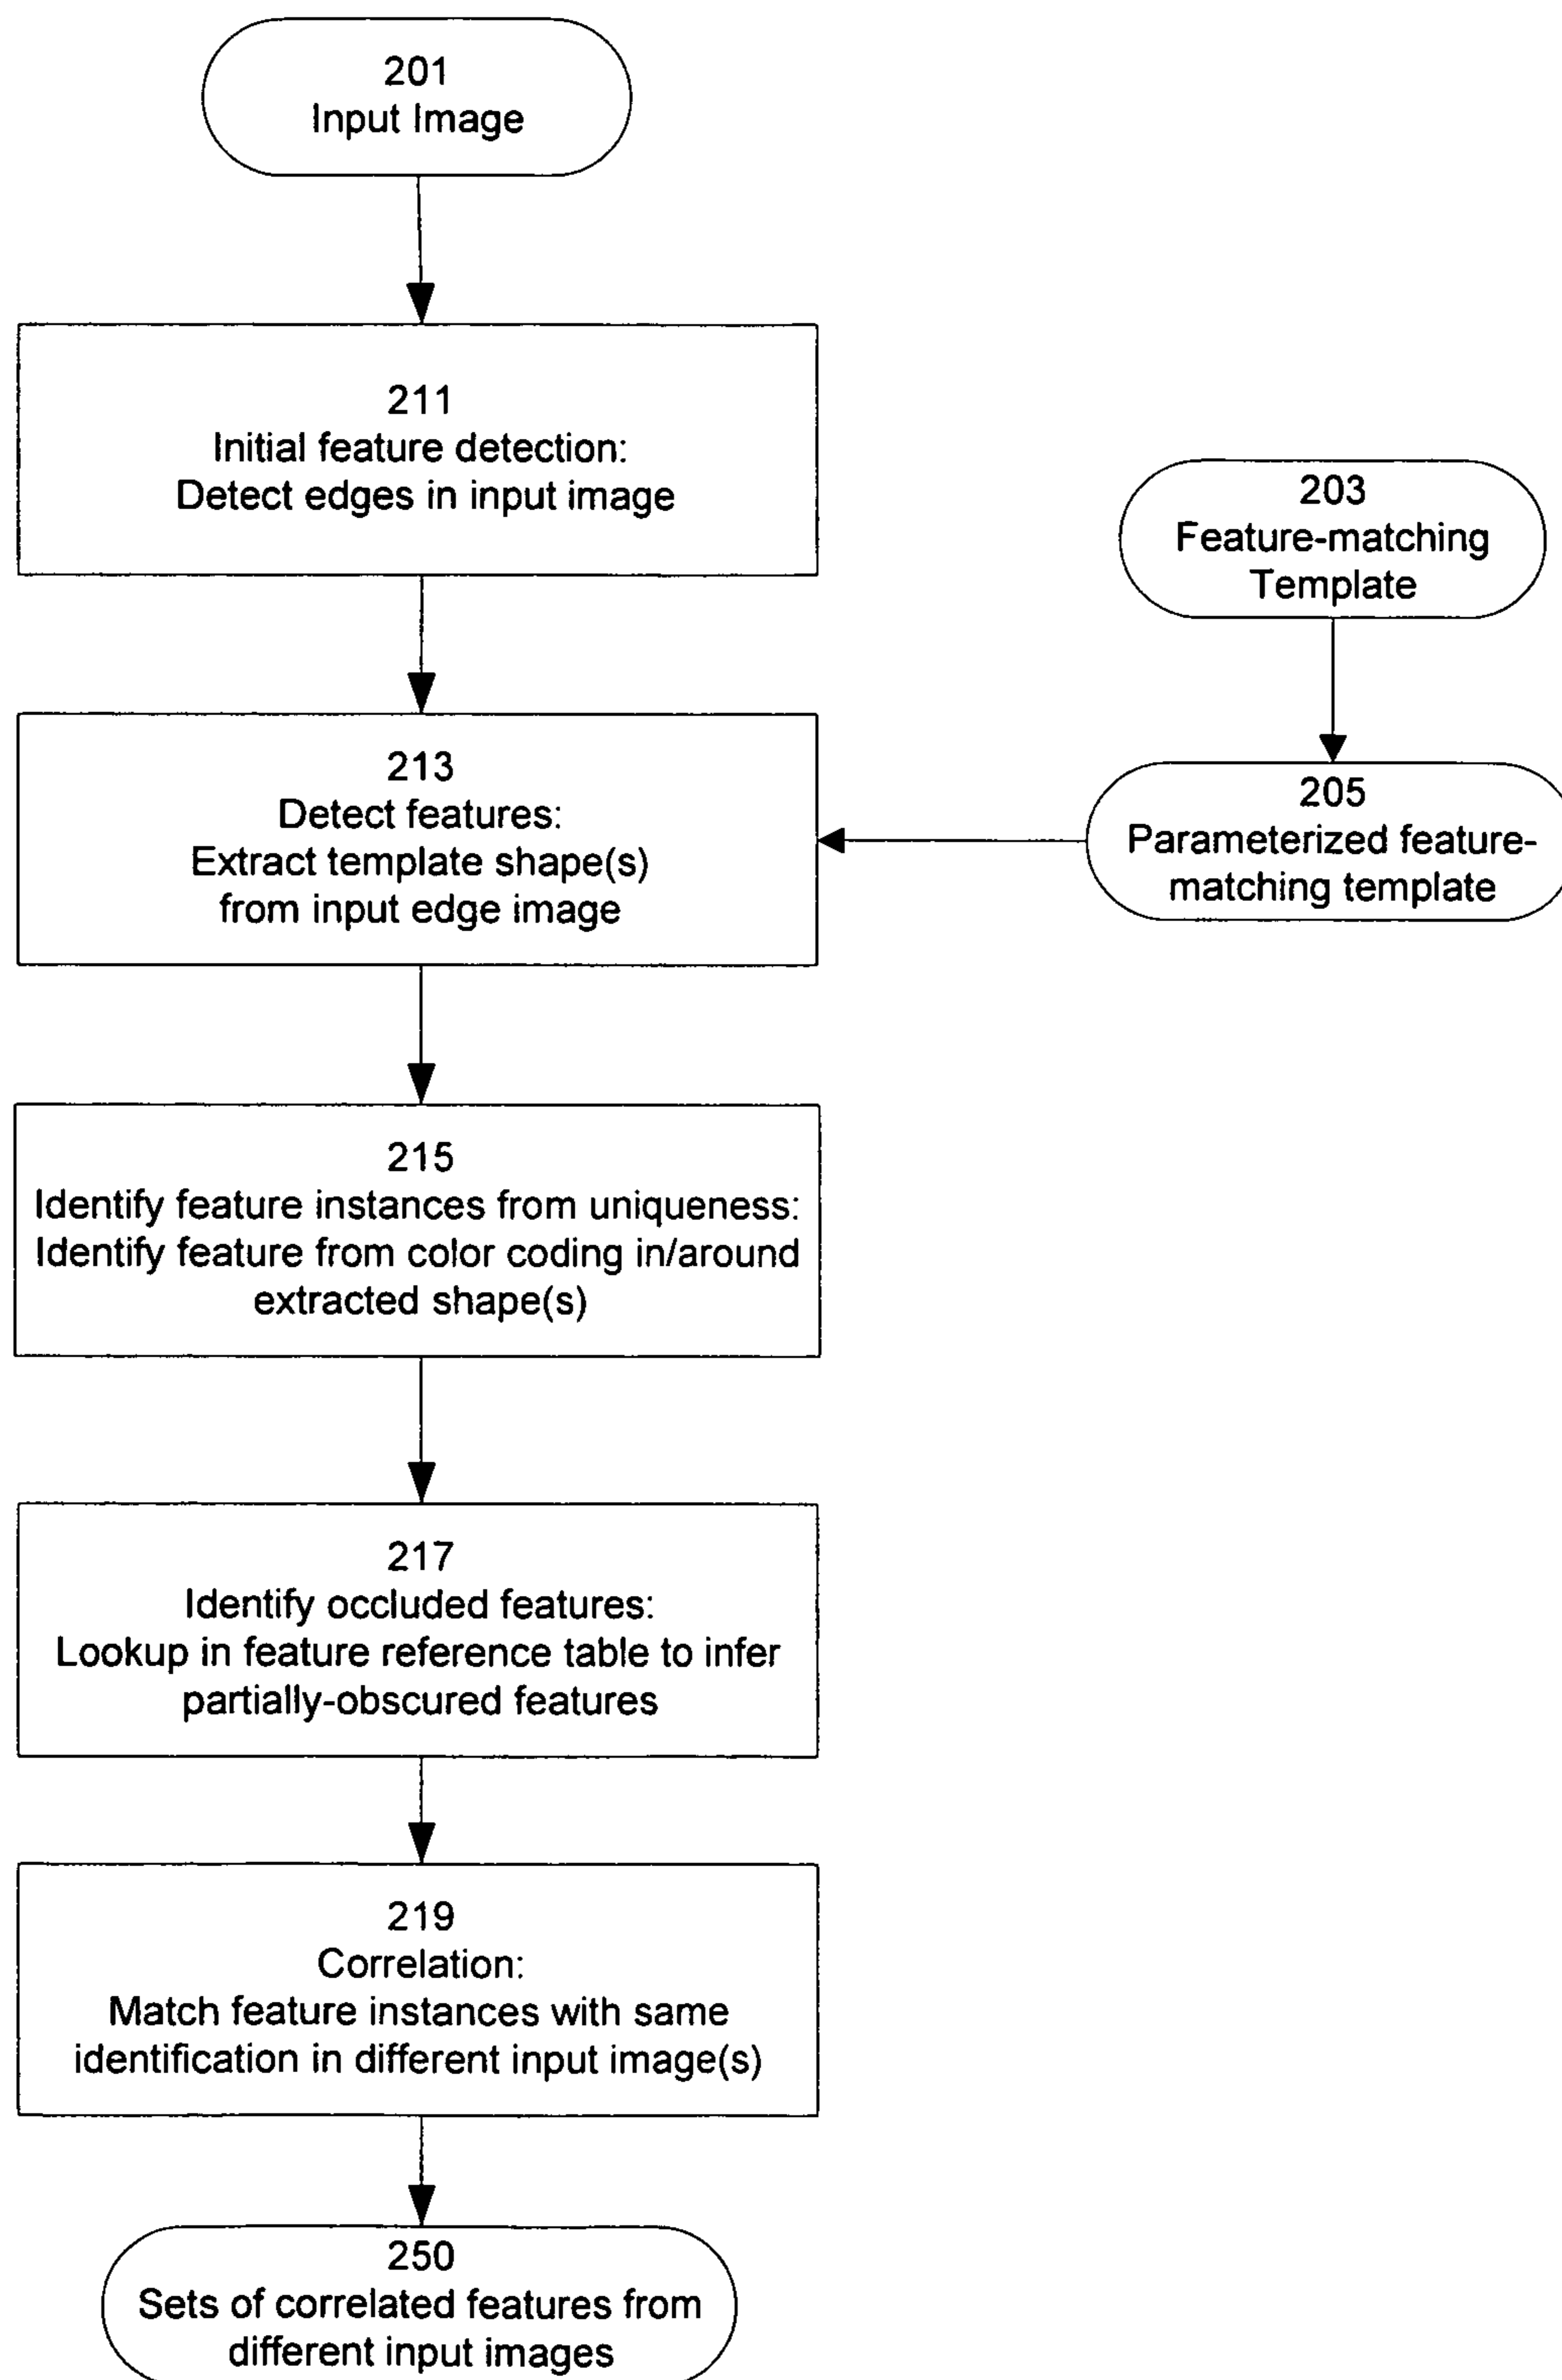 201
Input Image
211
Initial feature detection:
Detect edges in input image
203
Feature-matching
Template
213
Detect features:
Extract template shape(s)
from input edge image
205
Parameterized feature-
matching template
215
Identify feature instances from uniqueness:
Identify feature from color coding in/around
extracted shape(s)
217
Identify occluded features:
Lookup in feature reference table to infer
partially-obscured features
219
Correlation:
Match feature instances with same
identification in different input image(s)
250
Sets of correlated features from
different input images